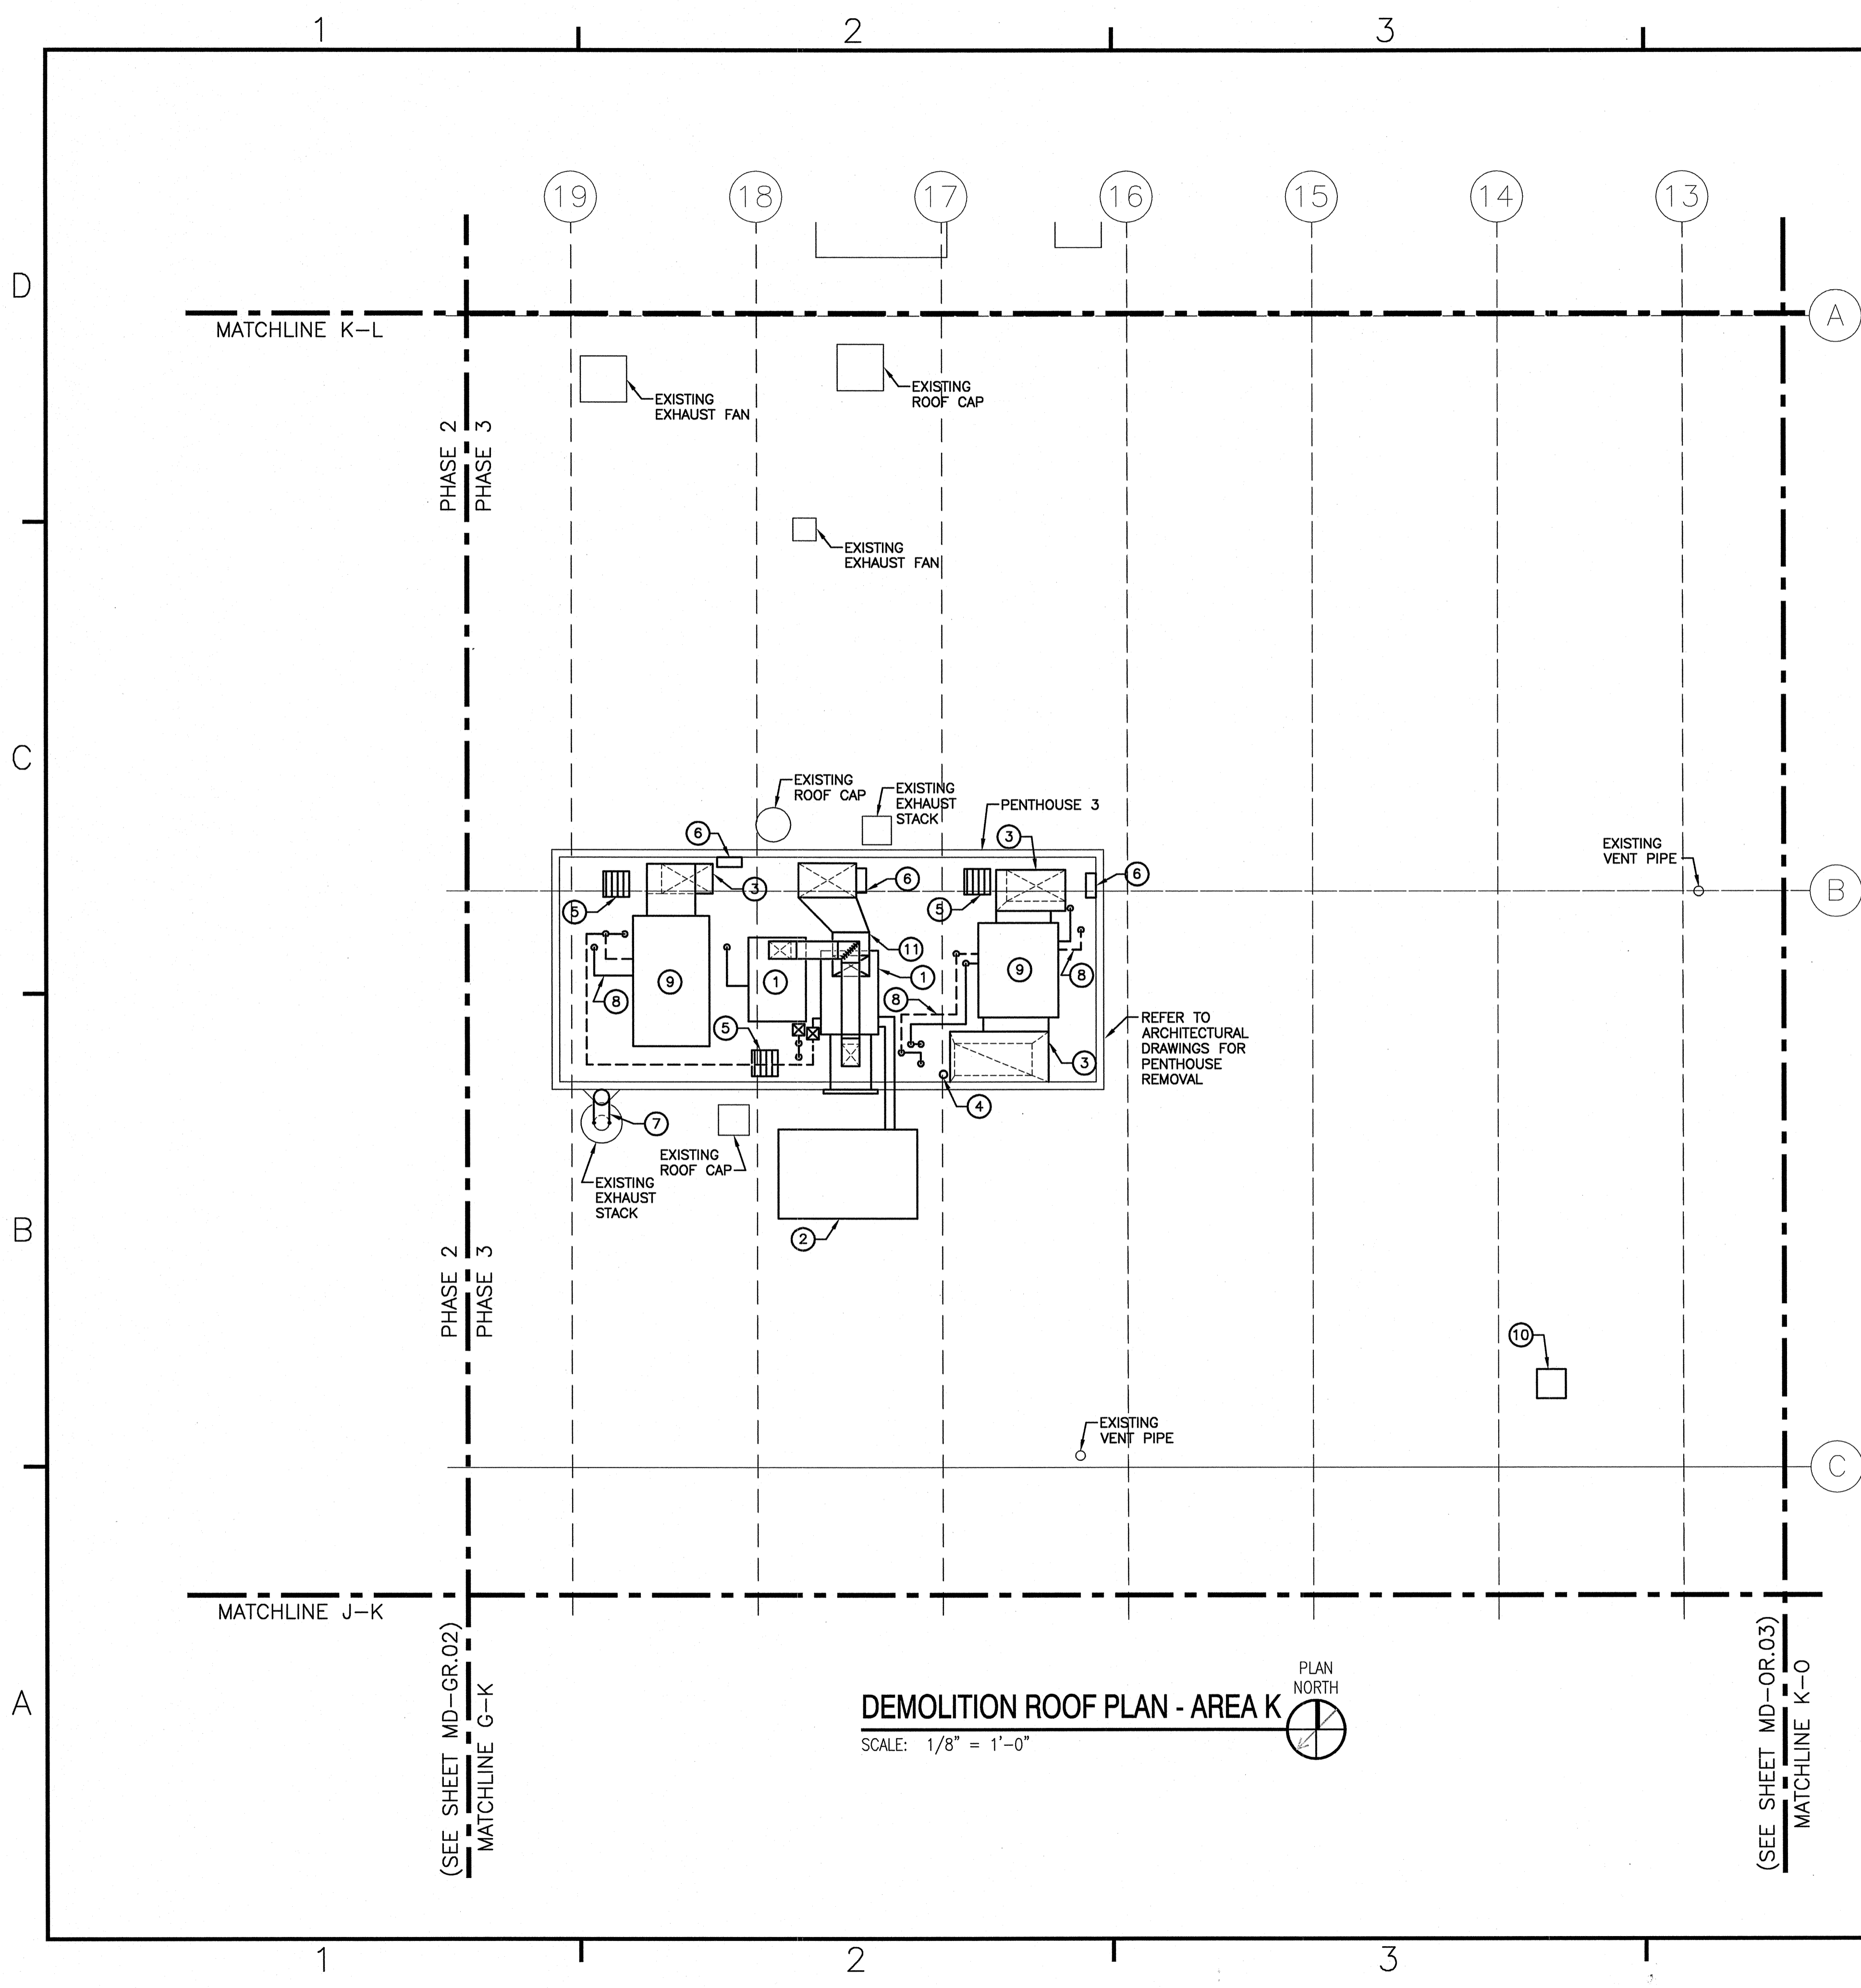 1 2 3
19 18 17 16 15 14 13
D
A
MATCHLINE K-L
EXISTING
EXHAUST FAN
EXISTING
ROOF CAP
PHASE 2
PHASE 3
EXISTING
EXHAUST FAN
C
EXISTING
ROOF CAP
EXISTING
EXHAUST
STACK
PENTHOUSE 3
6
3
EXISTING
VENT PIPE
3
6
6
B
5
5
11
9
1
1
9
8
8
8
5
REFER TO
ARCHITECTURAL
DRAWINGS FOR
PENTHOUSE
REMOVAL
3
4
7
EXISTING
ROOF CAP
EXISTING
EXHAUST
STACK
B
2
PHASE 2
PHASE 3
10
EXISTING
VENT PIPE
C
MATCHLINE J-K
(SEE SHEET MD-GR.02)
MATCHLINE G-K
A
DEMOLITION ROOF PLAN - AREA K
SCALE: 1/8" = 1'-0"
PLAN
NORTH
(SEE SHEET MD-OR.03)
MATCHLINE K-O
1 2 3